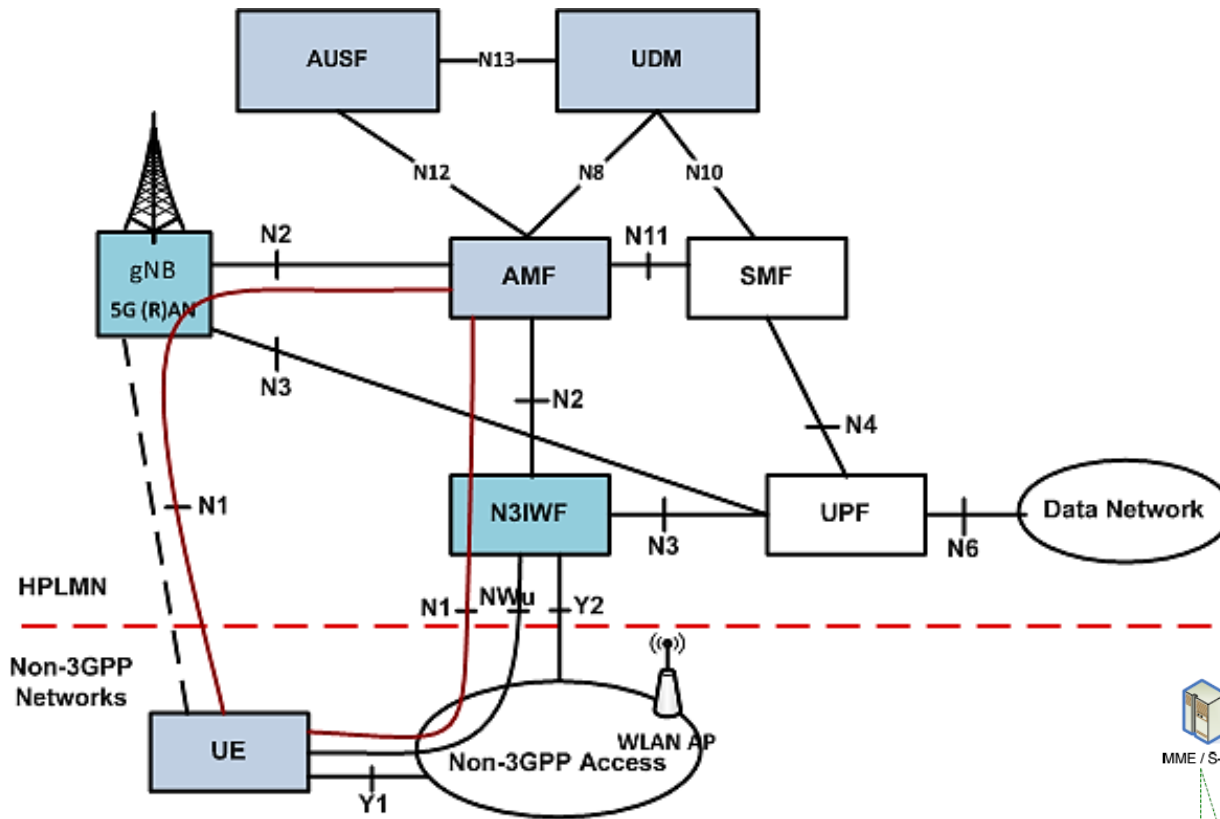 AUSF
N13
UDM
N12
N8
N10
gNB
5G (R)AN
N2
AMF
N11
SMF
N3
N2
N4
N1
N3IWF
N3
UPF
N6
Data Network
HPLMN
N1
NWu
Y2
Non-3GPP
Networks
UE
WLAN AP
Non-3GPP Access
Y1
MME / S-